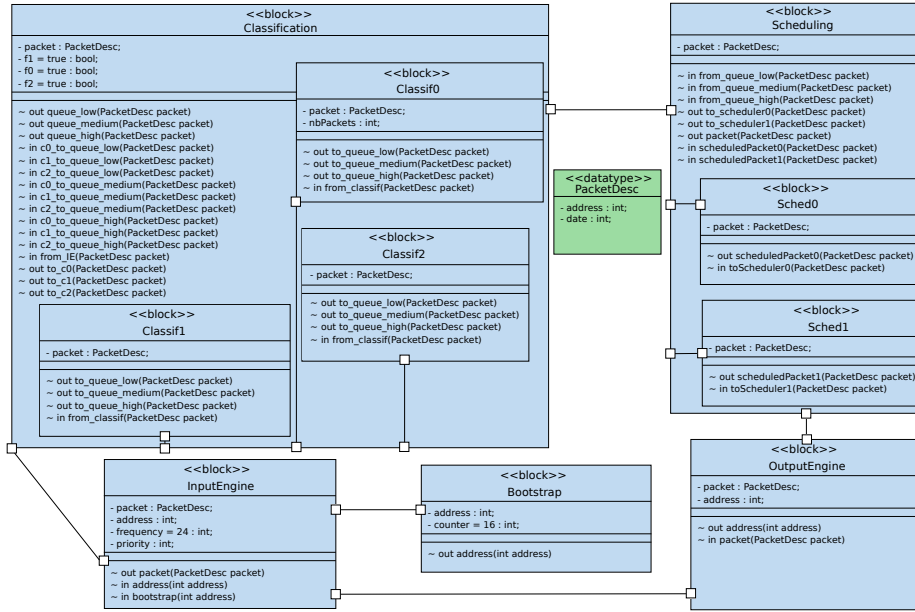 <<block>>
Classification
- packet : PacketDesc;
- f1 = true : bool;
- f0 = true : bool;
- f2 = true : bool;
~ out queue_low(PacketDesc packet)
~ out queue_medium(PacketDesc packet)
~ out queue_high(PacketDesc packet)
~ in c0_to_queue_low(PacketDesc packet)
~ in c1_to_queue_low(PacketDesc packet)
~ in c2_to_queue_low(PacketDesc packet)
~ in c0_to_queue_medium(PacketDesc packet)
~ in c1_to_queue_medium(PacketDesc packet)
~ in c2_to_queue_medium(PacketDesc packet)
~ in c0_to_queue_high(PacketDesc packet)
~ in c1_to_queue_high(PacketDesc packet)
~ in c2_to_queue_high(PacketDesc packet)
~ in from_IE(PacketDesc packet)
~ out to_c0(PacketDesc packet)
~ out to_c1(PacketDesc packet)
~ out to_c2(PacketDesc packet)
<<block>>
Classif0
- packet : PacketDesc;
- nbPackets : int;
~ out to_queue_low(PacketDesc packet)
~ out to_queue_medium(PacketDesc packet)
~ out to_queue_high(PacketDesc packet)
~ in from_classif(PacketDesc packet)
<<block>>
Classif2
- packet : PacketDesc;
~ out to_queue_low(PacketDesc packet)
~ out to_queue_medium(PacketDesc packet)
~ out to_queue_high(PacketDesc packet)
~ in from_classif(PacketDesc packet)
<<block>>
Classif1
- packet : PacketDesc;
~ out to_queue_low(PacketDesc packet)
~ out to_queue_medium(PacketDesc packet)
~ out to_queue_high(PacketDesc packet)
~ in from_classif(PacketDesc packet)
<<datatype>>
PacketDesc
- address : int;
- date : int;
<<block>>
Scheduling
- packet : PacketDesc;
~ in from_queue_low(PacketDesc packet)
~ in from_queue_medium(PacketDesc packet)
~ in from_queue_high(PacketDesc packet)
~ out to_scheduler0(PacketDesc packet)
~ out to_scheduler1(PacketDesc packet)
~ out packet(PacketDesc packet)
~ in scheduledPacket0(PacketDesc packet)
~ in scheduledPacket1(PacketDesc packet)
<<block>>
Sched0
- packet : PacketDesc;
~ out scheduledPacket0(PacketDesc packet)
~ in toScheduler0(PacketDesc packet)
<<block>>
Sched1
- packet : PacketDesc;
~ out scheduledPacket1(PacketDesc packet)
~ in toScheduler1(PacketDesc packet)
<<block>>
InputEngine
- packet : PacketDesc;
- address : int;
- frequency = 24 : int;
- priority : int;
~ out packet(PacketDesc packet)
~ in address(int address)
~ in bootstrap(int address)
<<block>>
Bootstrap
- address : int;
- counter = 16 : int;
~ out address(int address)
<<block>>
OutputEngine
- packet : PacketDesc;
- address : int;
~ out address(int address)
~ in packet(PacketDesc packet)